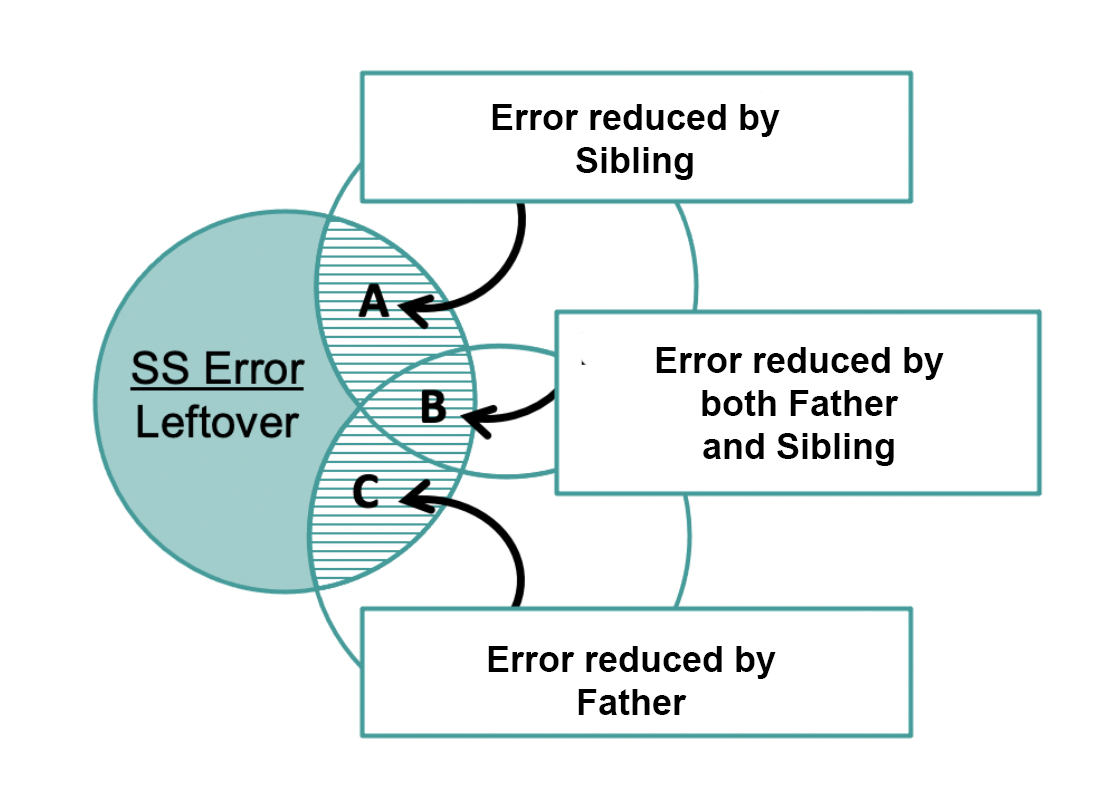 Error reduced by
Sibling
A
SS Error
Leftover
B
Error reduced by
both Father
and Sibling
C
Error reduced by
Father